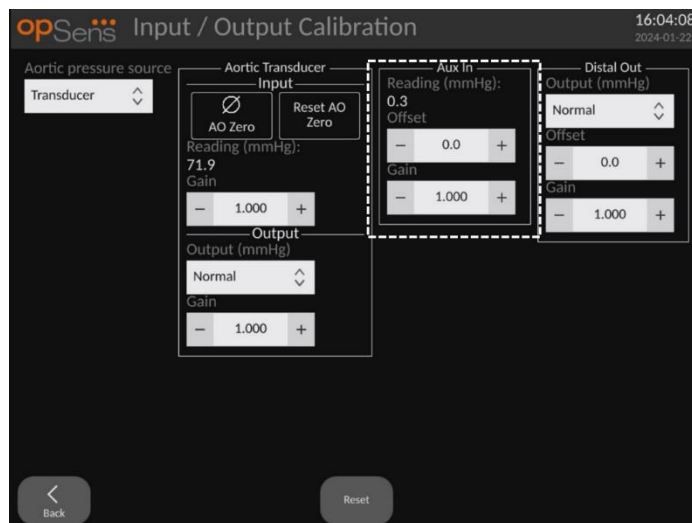 opSens Input / Output Calibration
16:04:08
2024-01-22
Aortic pressure source
Transducer
Aortic Transducer
Input
AO Zero
Reset AO
Zero
Reading (mmHg):
71.9
Gain
− 1.000 +
Output
Output (mmHg)
Normal
Gain
− 1.000 +
Aux In
Reading (mmHg):
0.3
Offset
− 0.0 +
Gain
− 1.000 +
Distal Out
Output (mmHg)
Normal
Offset
− 0.0 +
Gain
− 1.000 +
Back
Reset